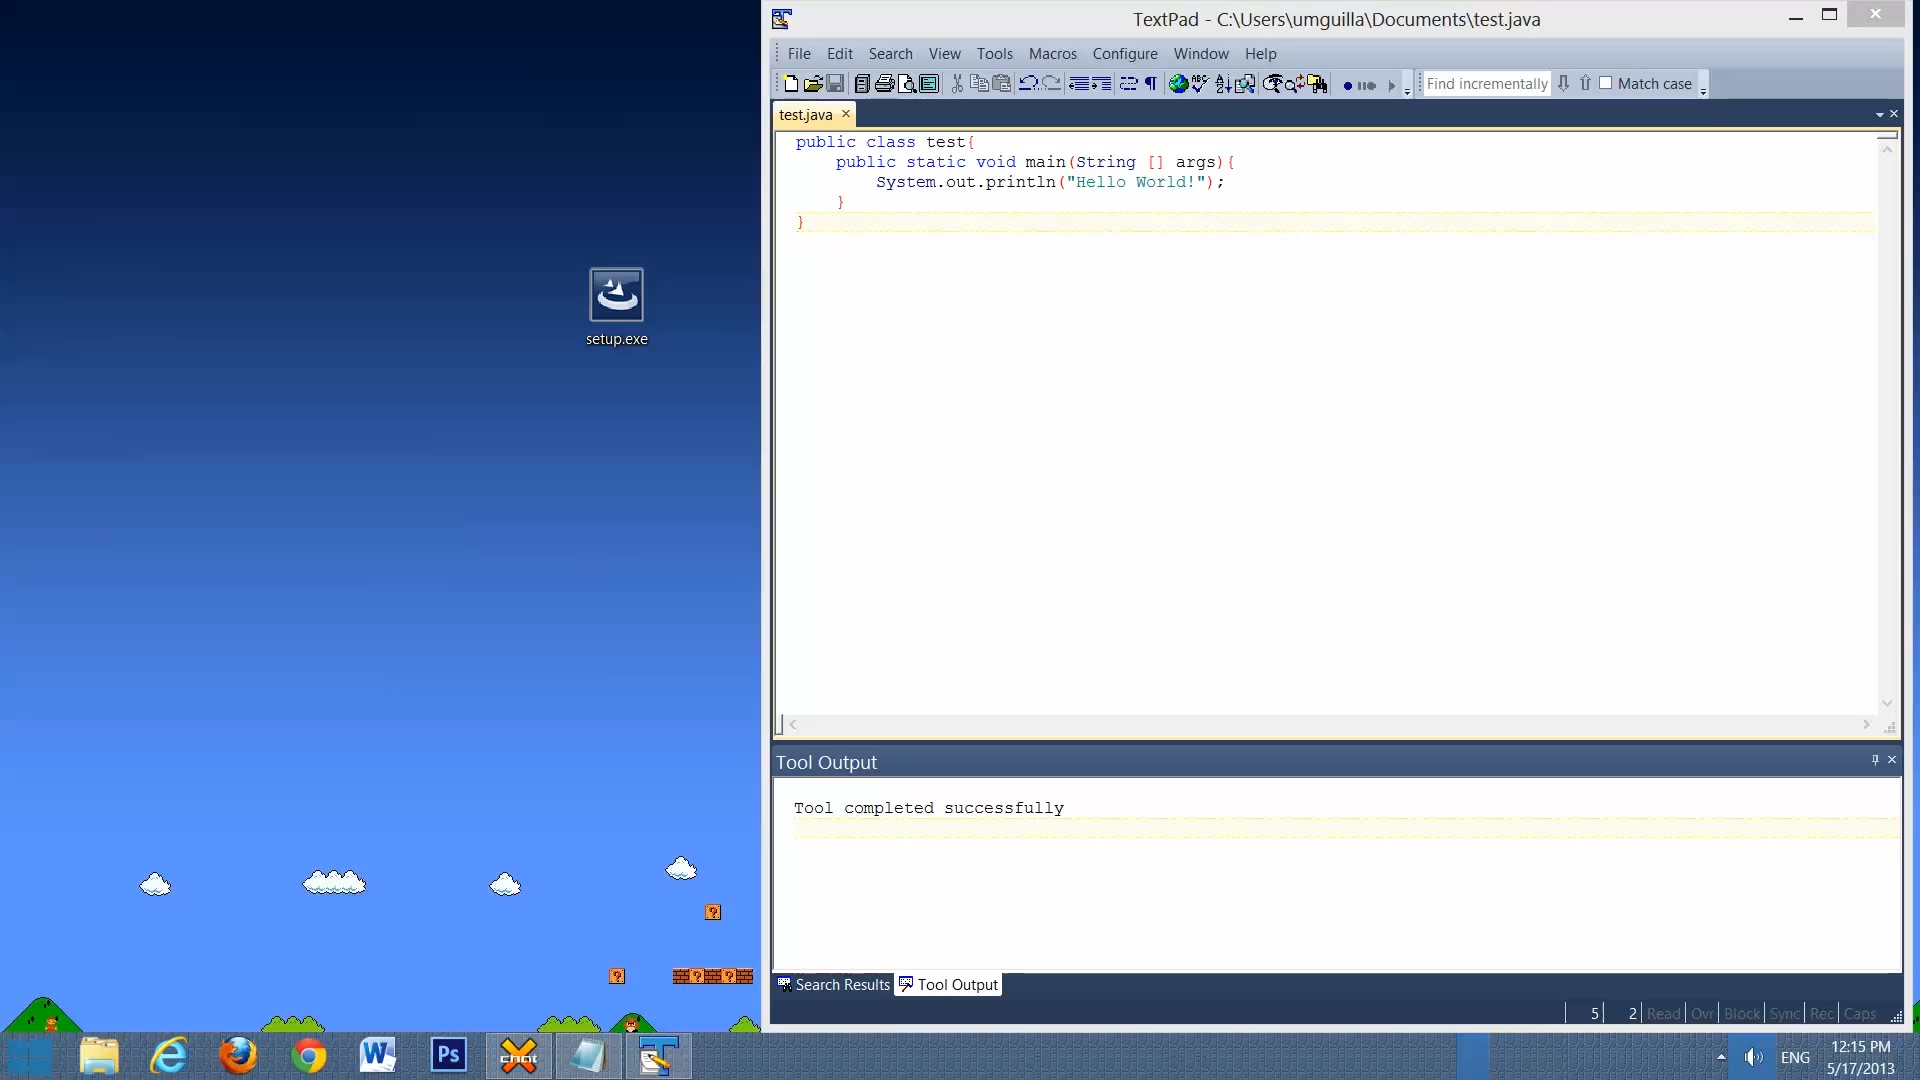 TextPad - C:\Users\umguilla\Documents\test.java
File Edit Search View Tools Macros Configure Window Help
Find incrementally Match case
test.java
public class test{
public static void main(String [] args){
System.out.println("Hello World!");
}
}
setup.exe
Tool Output
Tool completed successfully
Search Results Tool Output
5 2 Read Ovr Block Sync Rec Caps
W Ps chat ENG
12:15 PM
5/17/2013